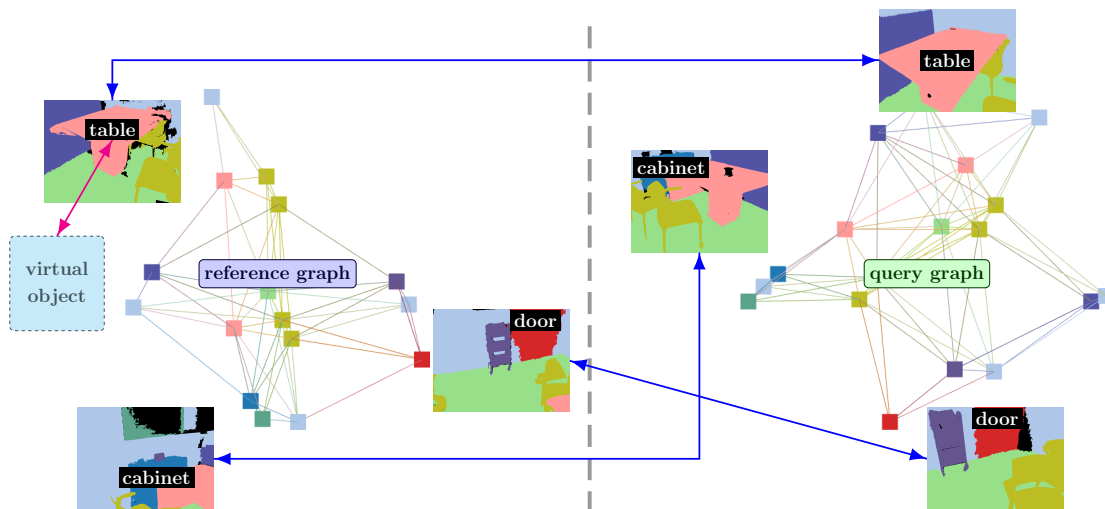 table
table
cabinet
virtual
object
reference graph
query graph
door
door
cabinet